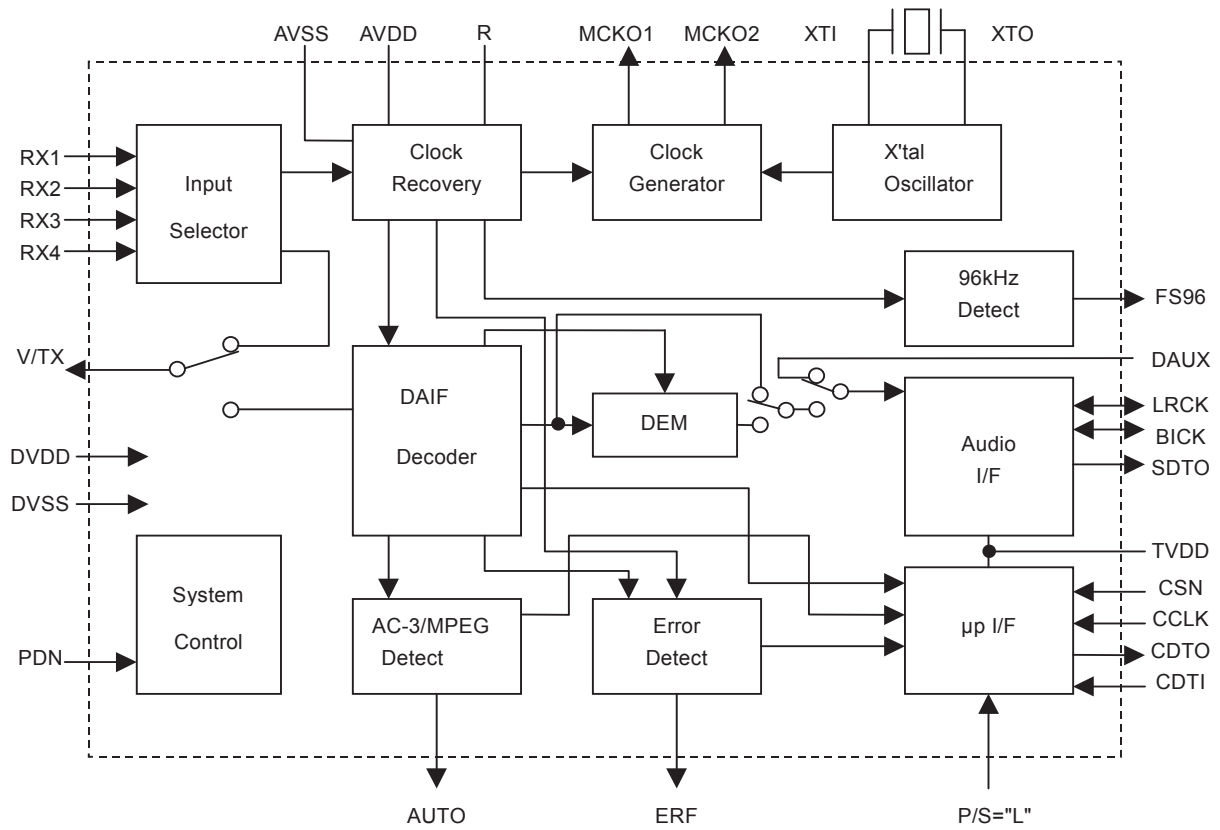 AVSS AVDD R MCKO1 MCKO2 XTI XTO
RX1
RX2
RX3
RX4
Input
Selector
Clock
Recovery
Clock
Generator
X'tal
Oscillator
96kHz
Detect
FS96
V/TX
DAUX
DAIF
Decoder
DEM
Audio
I/F
LRCK
BICK
SDTO
DVDD
DVSS
TVDD
System
Control
PDN
AC-3/MPEG
Detect
Error
Detect
µp I/F
CSN
CCLK
CDTO
CDTI
AUTO ERF P/S="L"